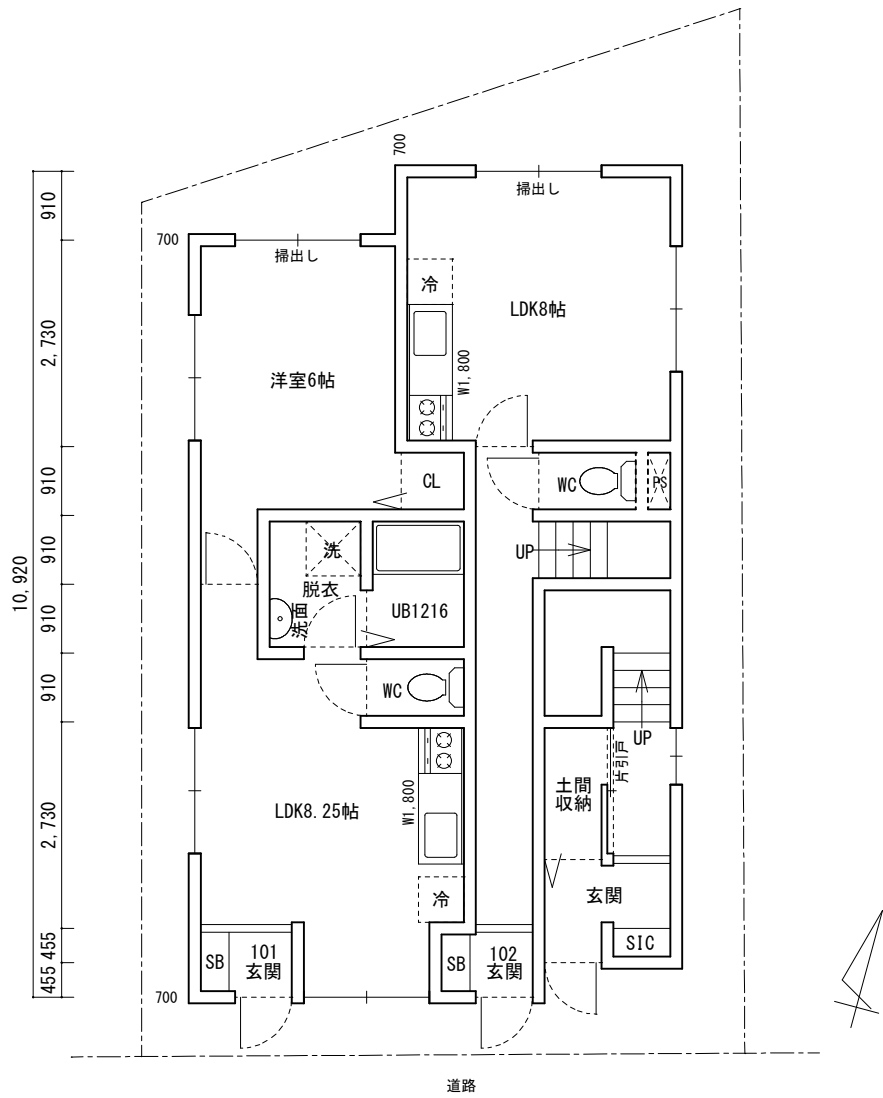 700
910
700
掃出し
掃出し
冷
LDK8帖
2,730
W1,800
洋室6帖
910
CL
WC
PS
910
UP
洗
10,920
脱衣
910
洗面
UB1216
910
WC
UP
片引戸
土間
収納
2,730
LDK8.25帖
W1,800
冷
玄関
455
SIC
SB
101
玄関
SB
102
玄関
455
700
道路